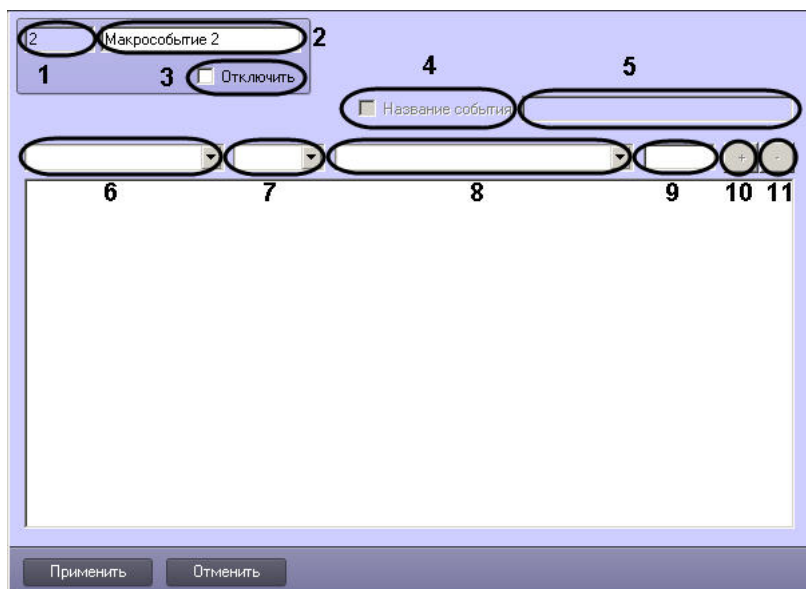 2 Макрособытие 2 2
1 3 Отключить 4 5
Название события
+ -
6 7 8 9 10 11
Применить Отменить